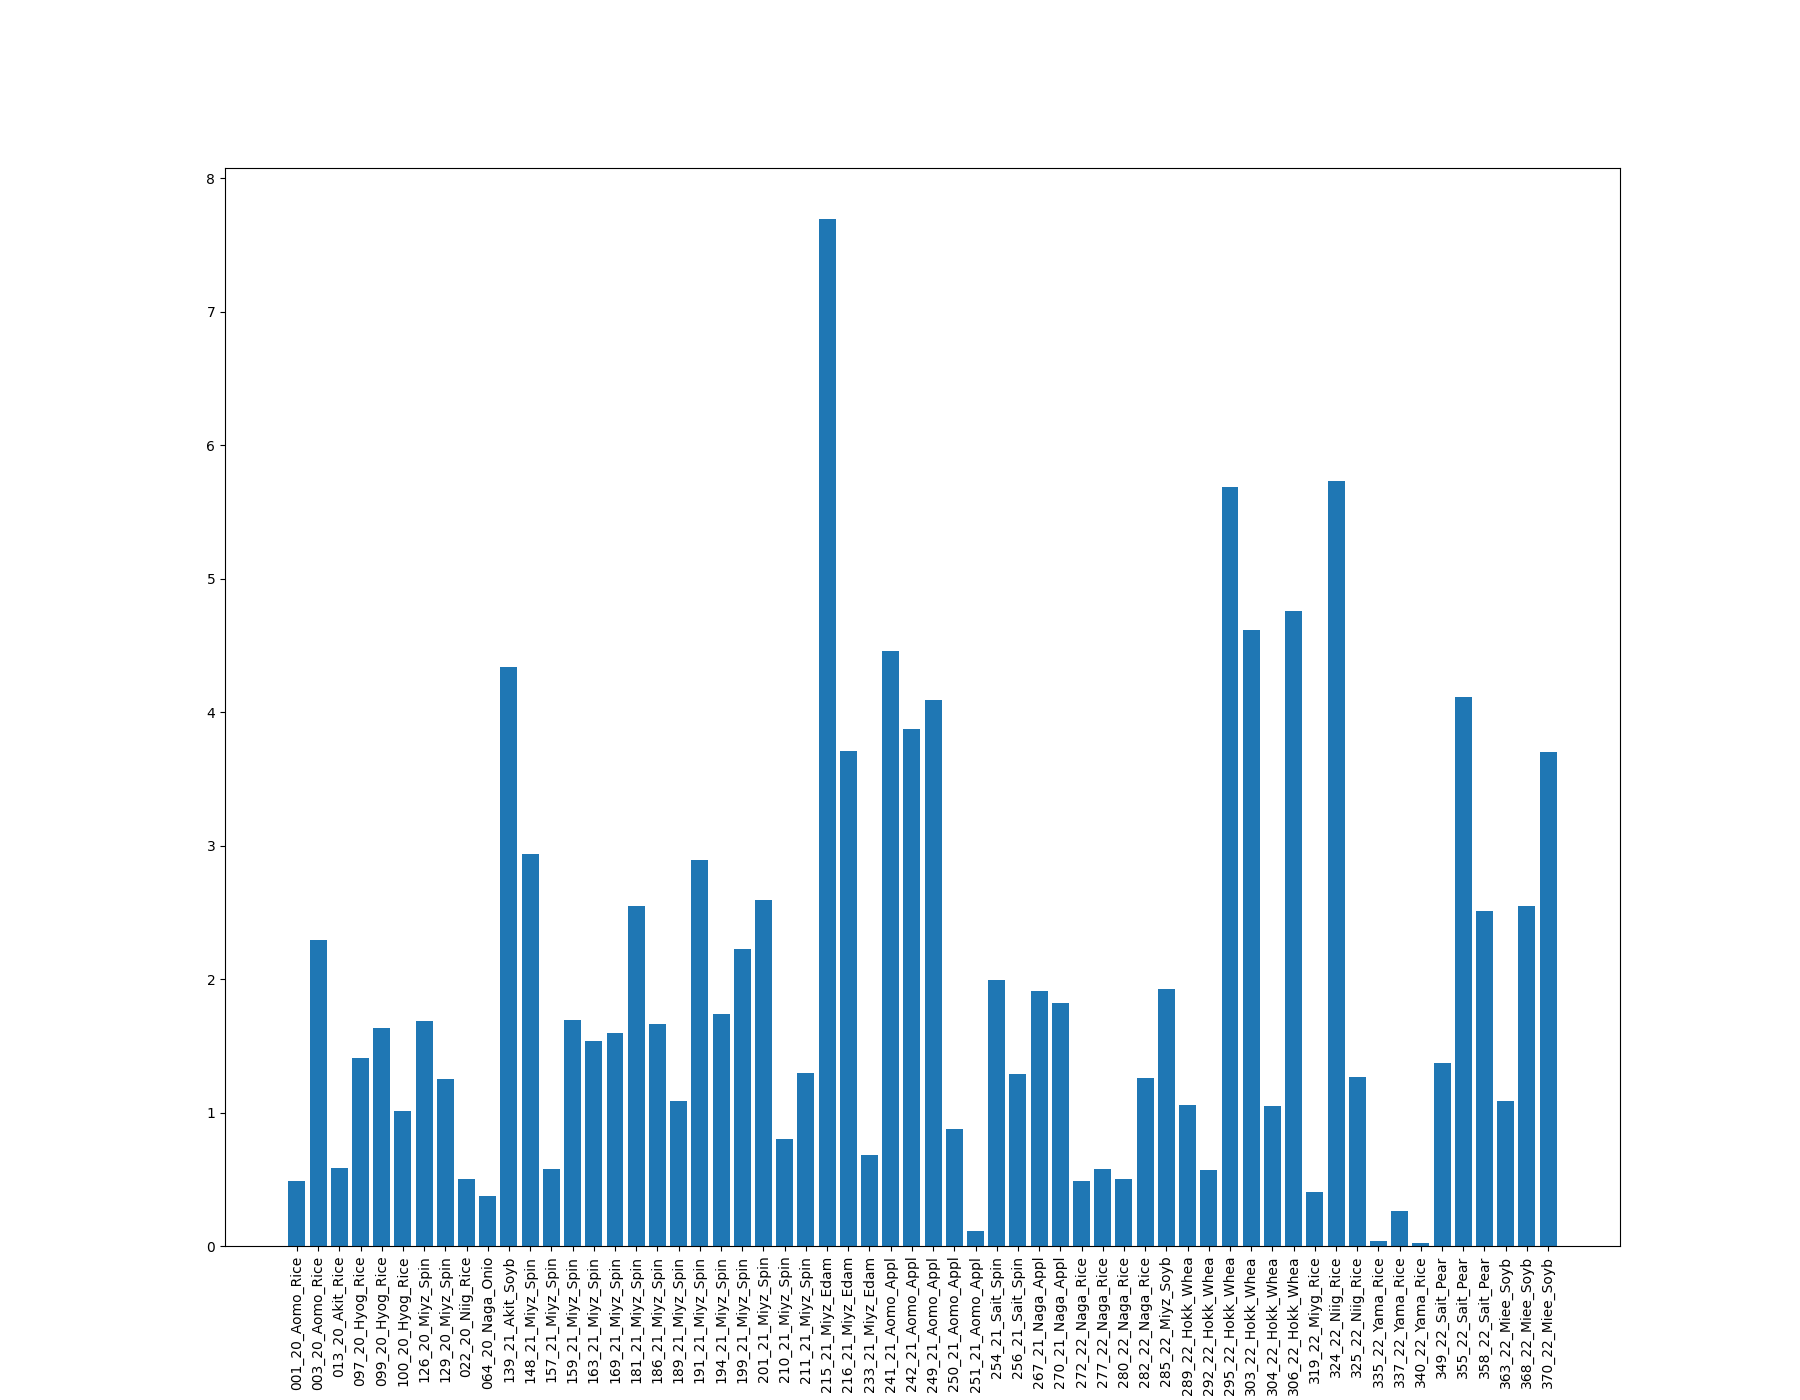 8
7
6
5
4
3
2
1
0
001_20_Aomo_Rice
003_20_Aomo_Rice
013_20_Akit_Rice
097_20_Hyog_Rice
099_20_Hyog_Rice
100_20_Hyog_Rice
126_20_Miyz_Spin
129_20_Miyz_Spin
022_20_Niig_Rice
064_20_Naga_Onio
139_21_Akit_Soyb
148_21_Miyz_Spin
157_21_Miyz_Spin
159_21_Miyz_Spin
163_21_Miyz_Spin
169_21_Miyz_Spin
181_21_Miyz_Spin
186_21_Miyz_Spin
189_21_Miyz_Spin
191_21_Miyz_Spin
194_21_Miyz_Spin
199_21_Miyz_Spin
201_21_Miyz_Spin
210_21_Miyz_Spin
211_21_Miyz_Spin
215_21_Miyz_Edam
216_21_Miyz_Edam
233_21_Miyz_Edam
241_21_Aomo_Appl
242_21_Aomo_Appl
249_21_Aomo_Appl
250_21_Aomo_Appl
251_21_Aomo_Appl
254_21_Sait_Spin
256_21_Sait_Spin
267_21_Naga_Appl
270_21_Naga_Appl
272_22_Naga_Rice
277_22_Naga_Rice
280_22_Naga_Rice
282_22_Naga_Rice
285_22_Miyz_Soyb
289_22_Hokk_Whea
292_22_Hokk_Whea
295_22_Hokk_Whea
303_22_Hokk_Whea
304_22_Hokk_Whea
306_22_Hokk_Whea
319_22_Miyg_Rice
324_22_Niig_Rice
325_22_Niig_Rice
335_22_Yama_Rice
337_22_Yama_Rice
340_22_Yama_Rice
349_22_Sait_Pear
355_22_Sait_Pear
358_22_Sait_Pear
363_22_Miee_Soyb
368_22_Miee_Soyb
370_22_Miee_Soyb